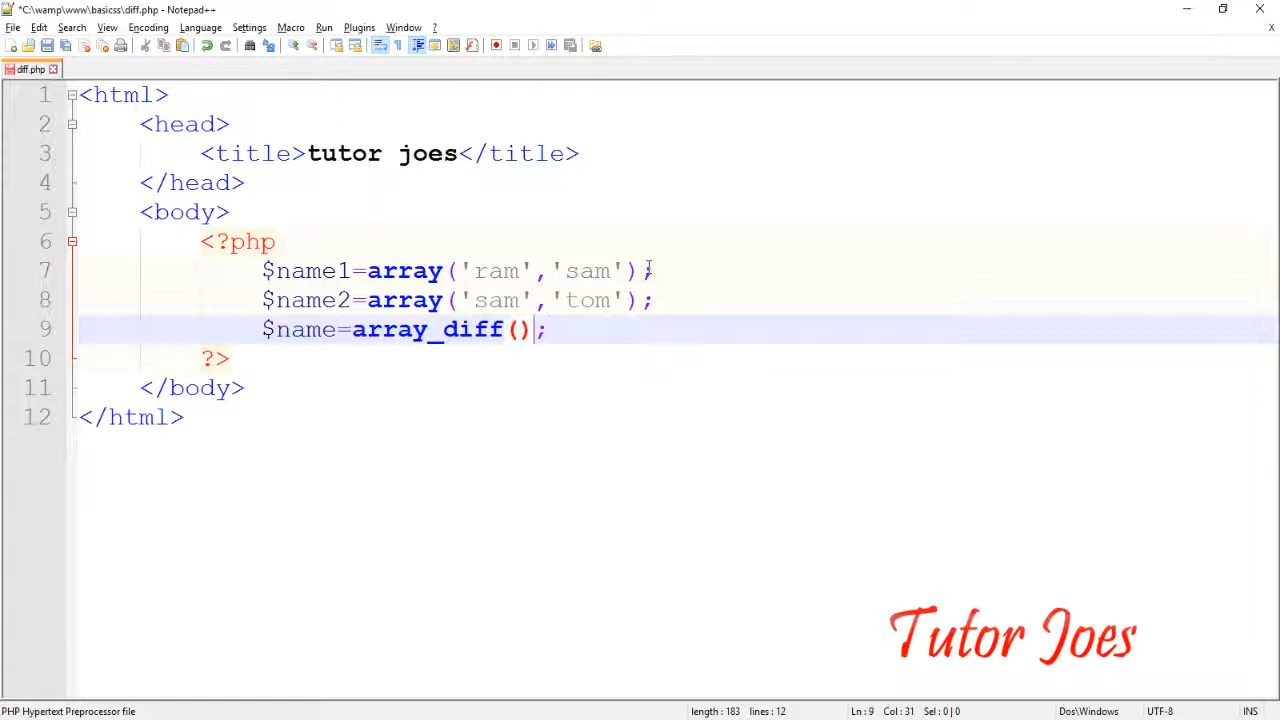 *C:\wamp\www\basicss\diff.php - Notepad++
File Edit Search View Encoding Language Settings Macro Run Plugins Window ?
X
diff.php
1 <html>
2 <head>
3 <title>tutor joes</title>
4 </head>
5 <body>
6 <?php
7 $name1=array('ram','sam');
8 $name2=array('sam','tom');
9 $name=array_diff();
10 ?>
11 </body>
12 </html>
Tutor Joes
PHP Hypertext Preprocessor file length : 183 lines : 12 Ln : 9 Col : 31 Sel : 0 | 0 Dos\Windows UTF-8 INS